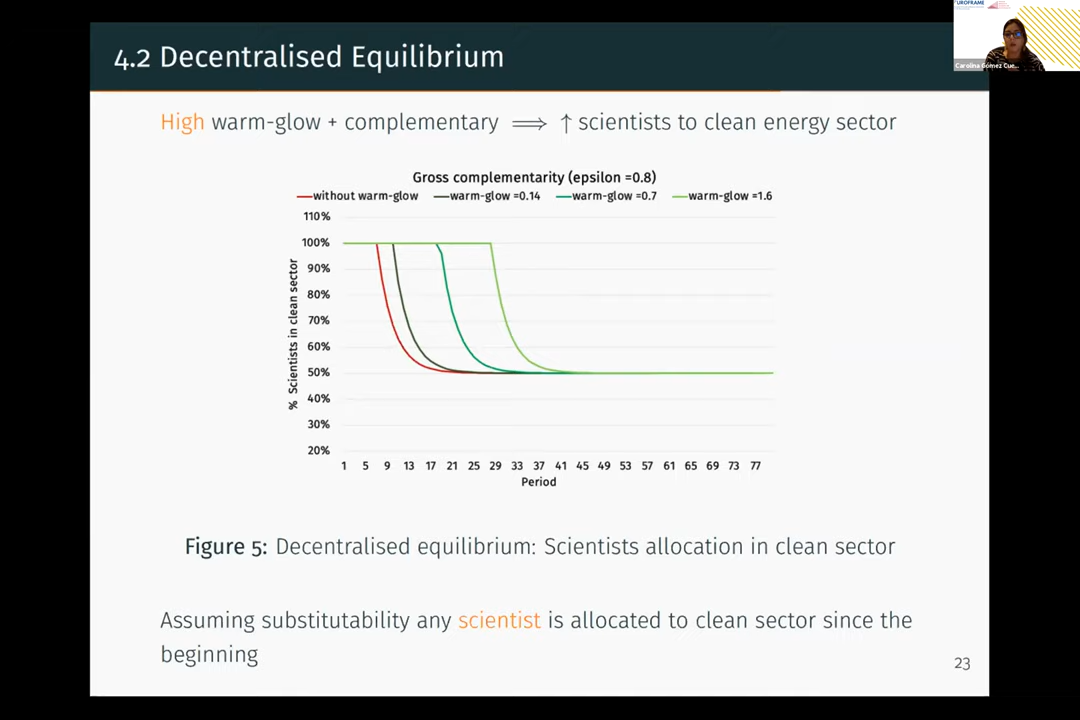 EUROFRAME
Carolina Gómez Cue...
4.2 Decentralised Equilibrium
High warm-glow + complementary ⟹ ↑ scientists to clean energy sector
Gross complementarity (epsilon =0.8)
without warm-glow warm-glow =0.14 warm-glow =0.7 warm-glow =1.6
110%
100%
90%
80%
70%
60%
50%
40%
30%
20%
% Scientists in clean sector
1 5 9 13 17 21 25 29 33 37 41 45 49 53 57 61 65 69 73 77
Period
Figure 5: Decentralised equilibrium: Scientists allocation in clean sector
Assuming substitutability any scientist is allocated to clean sector since the
beginning
23